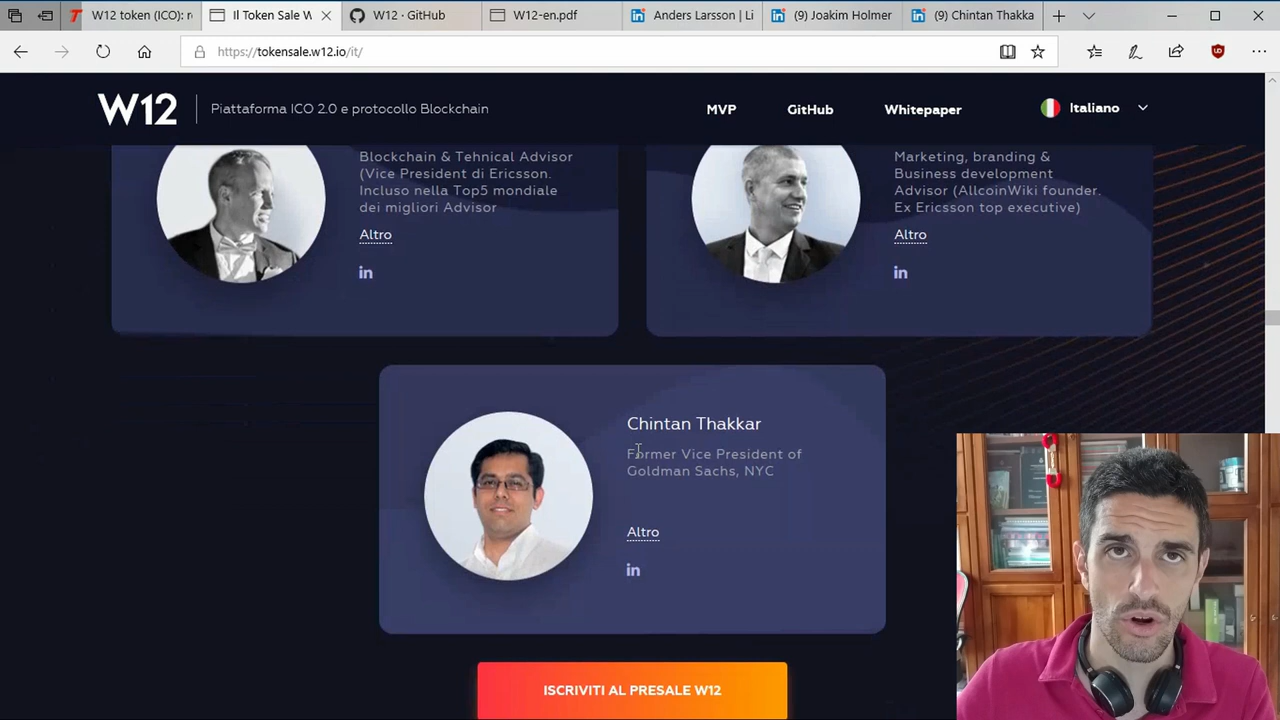 W12 token (ICO): r
Il Token Sale W
W12 · GitHub
W12-en.pdf
Anders Larsson | Li
(9) Joakim Holmer
(9) Chintan Thakka
https://tokensale.w12.io/it/
W12
Piattaforma ICO 2.0 e protocollo Blockchain
MVP
GitHub
Whitepaper
Italiano
Blockchain & Tehnical Advisor
(Vice President di Ericsson.
Incluso nella Top5 mondiale
dei migliori Advisor
Altro
in
Marketing, branding &
Business development
Advisor (AllcoinWiki founder.
Ex Ericsson top executive)
Altro
in
Chintan Thakkar
Former Vice President of
Goldman Sachs, NYC
Altro
in
ISCRIVITI AL PRESALE W12